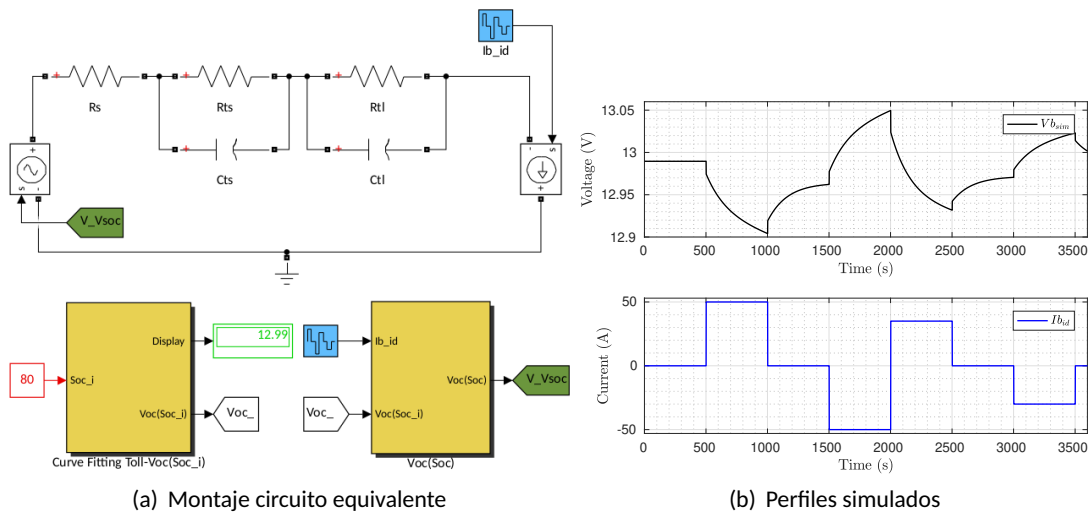 Ib_id
Rs
Rts
Rtl
Cts
Ctl
s
+
-
-
s
+
V_Vsoc
80
Soc_i
Display
Voc(Soc_i)
Curve Fitting Toll-Voc(Soc_i)
12.99
Voc_
Voc_
Ib_id
Voc(Soc_i)
Voc(Soc)
Voc(Soc)
V_Vsoc
(a) Montaje circuito equivalente
13.05
13
12.95
12.9
Voltage (V)
Vb_sim
0 500 1000 1500 2000 2500 3000 3500
Time (s)
50
0
-50
Current (A)
Ib_id
0 500 1000 1500 2000 2500 3000 3500
Time (s)
(b) Perfiles simulados